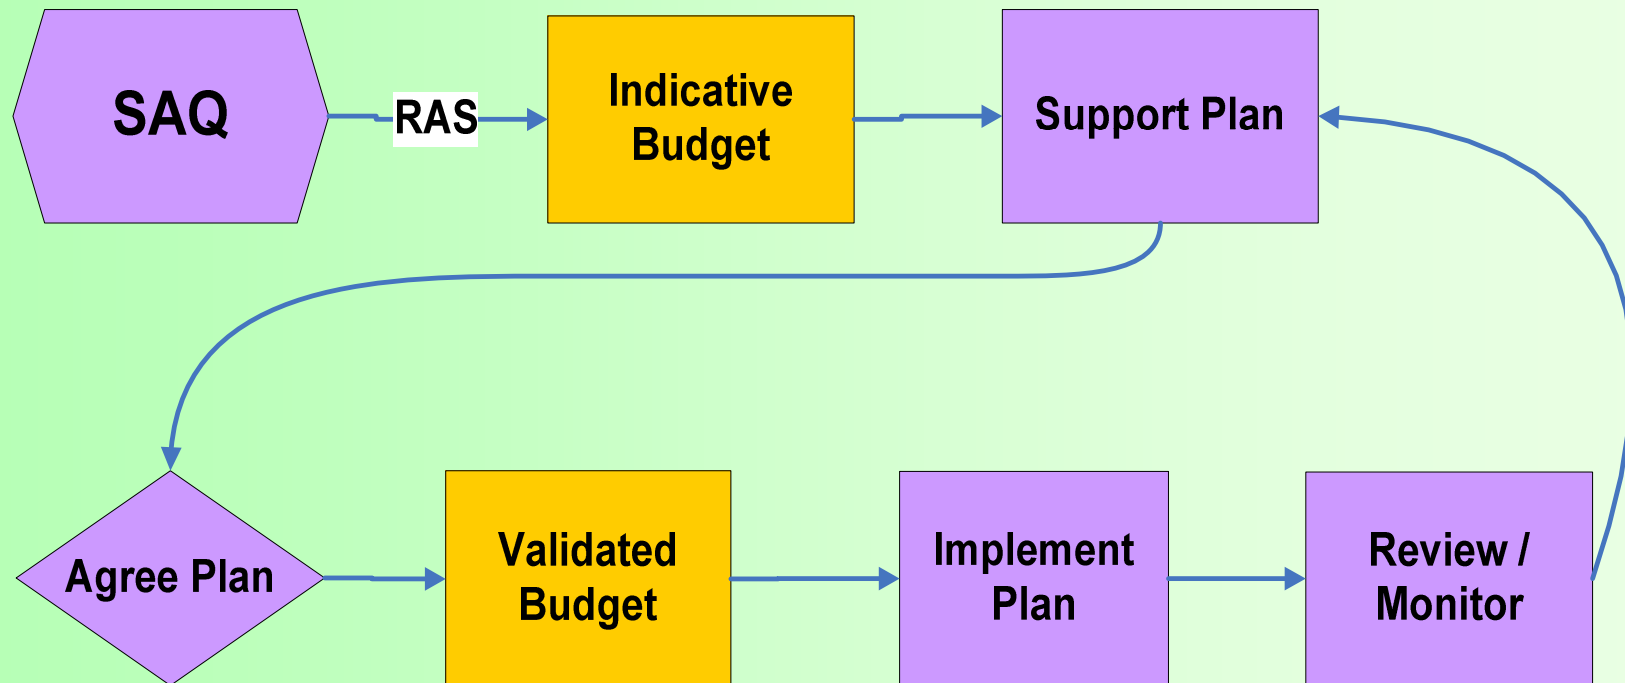 SAQ
RAS
Indicative
Budget
Support Plan
Agree Plan
Validated
Budget
Implement
Plan
Review /
Monitor